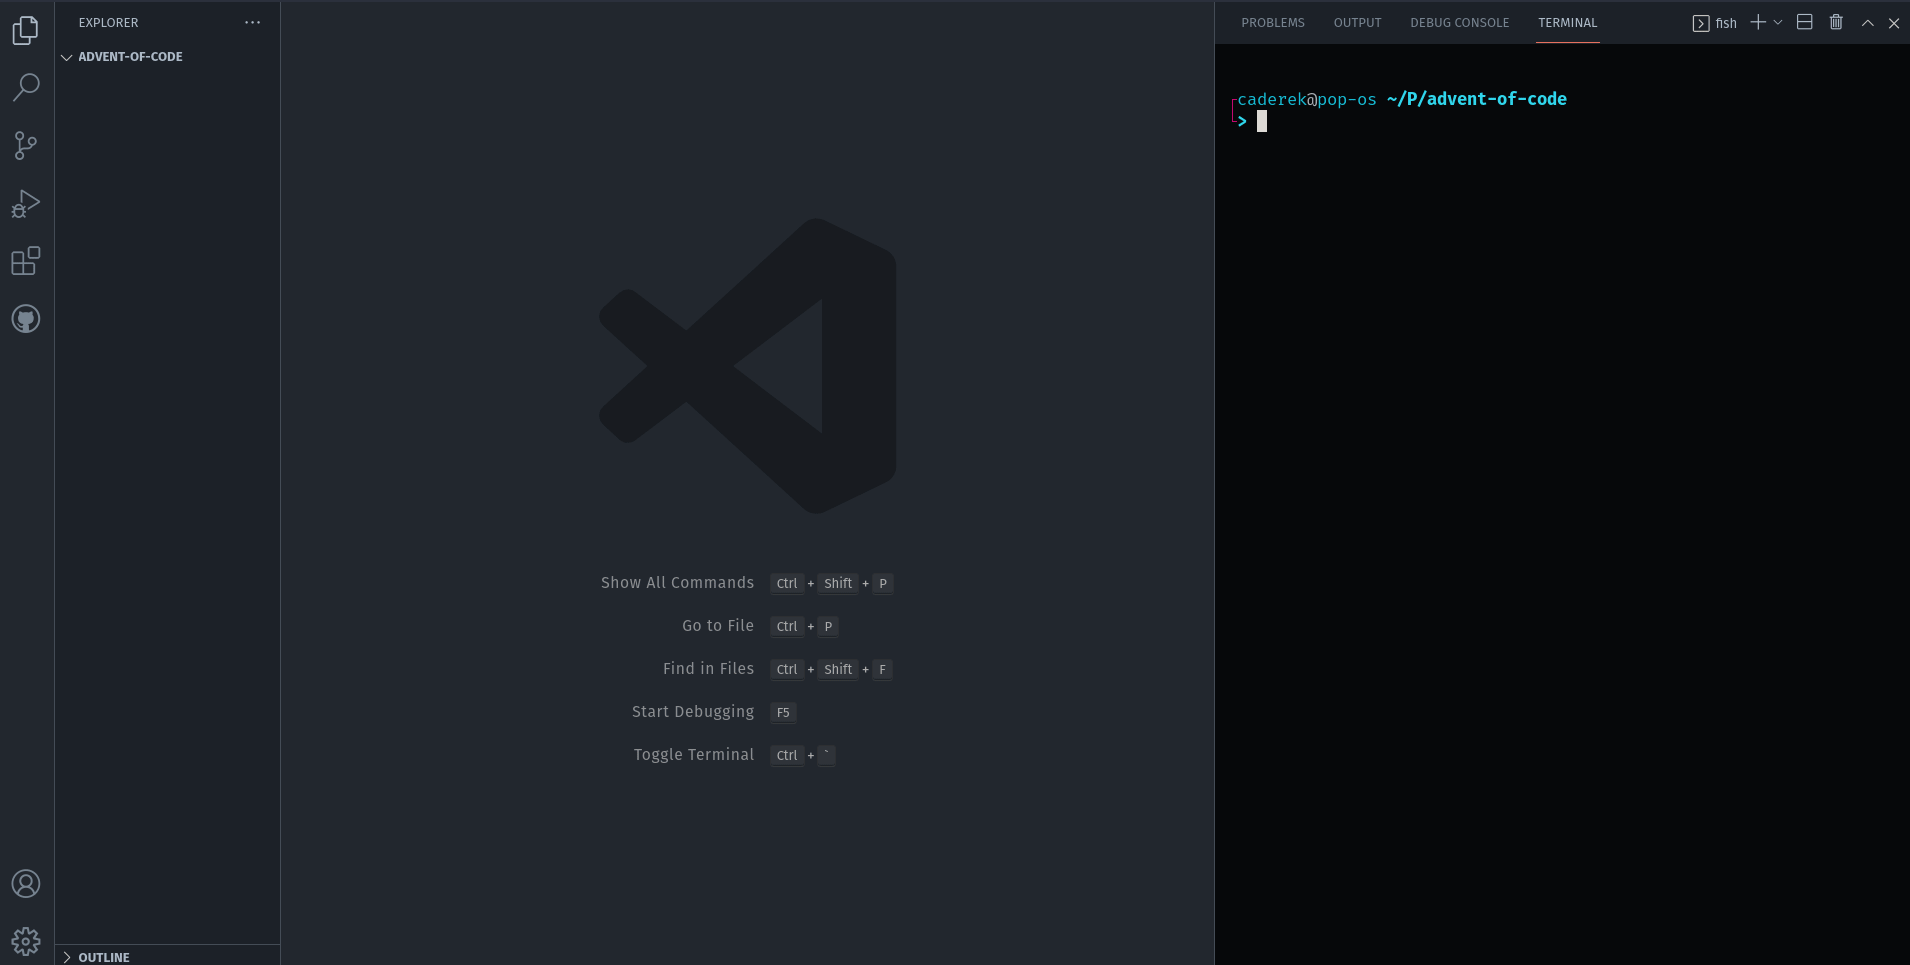 EXPLORER
ADVENT-OF-CODE
Show All Commands Ctrl + Shift + P
Go to File Ctrl + P
Find in Files Ctrl + Shift + F
Start Debugging F5
Toggle Terminal Ctrl + `
OUTLINE
PROBLEMS OUTPUT DEBUG CONSOLE TERMINAL fish
caderek@pop-os ~/P/advent-of-code
>